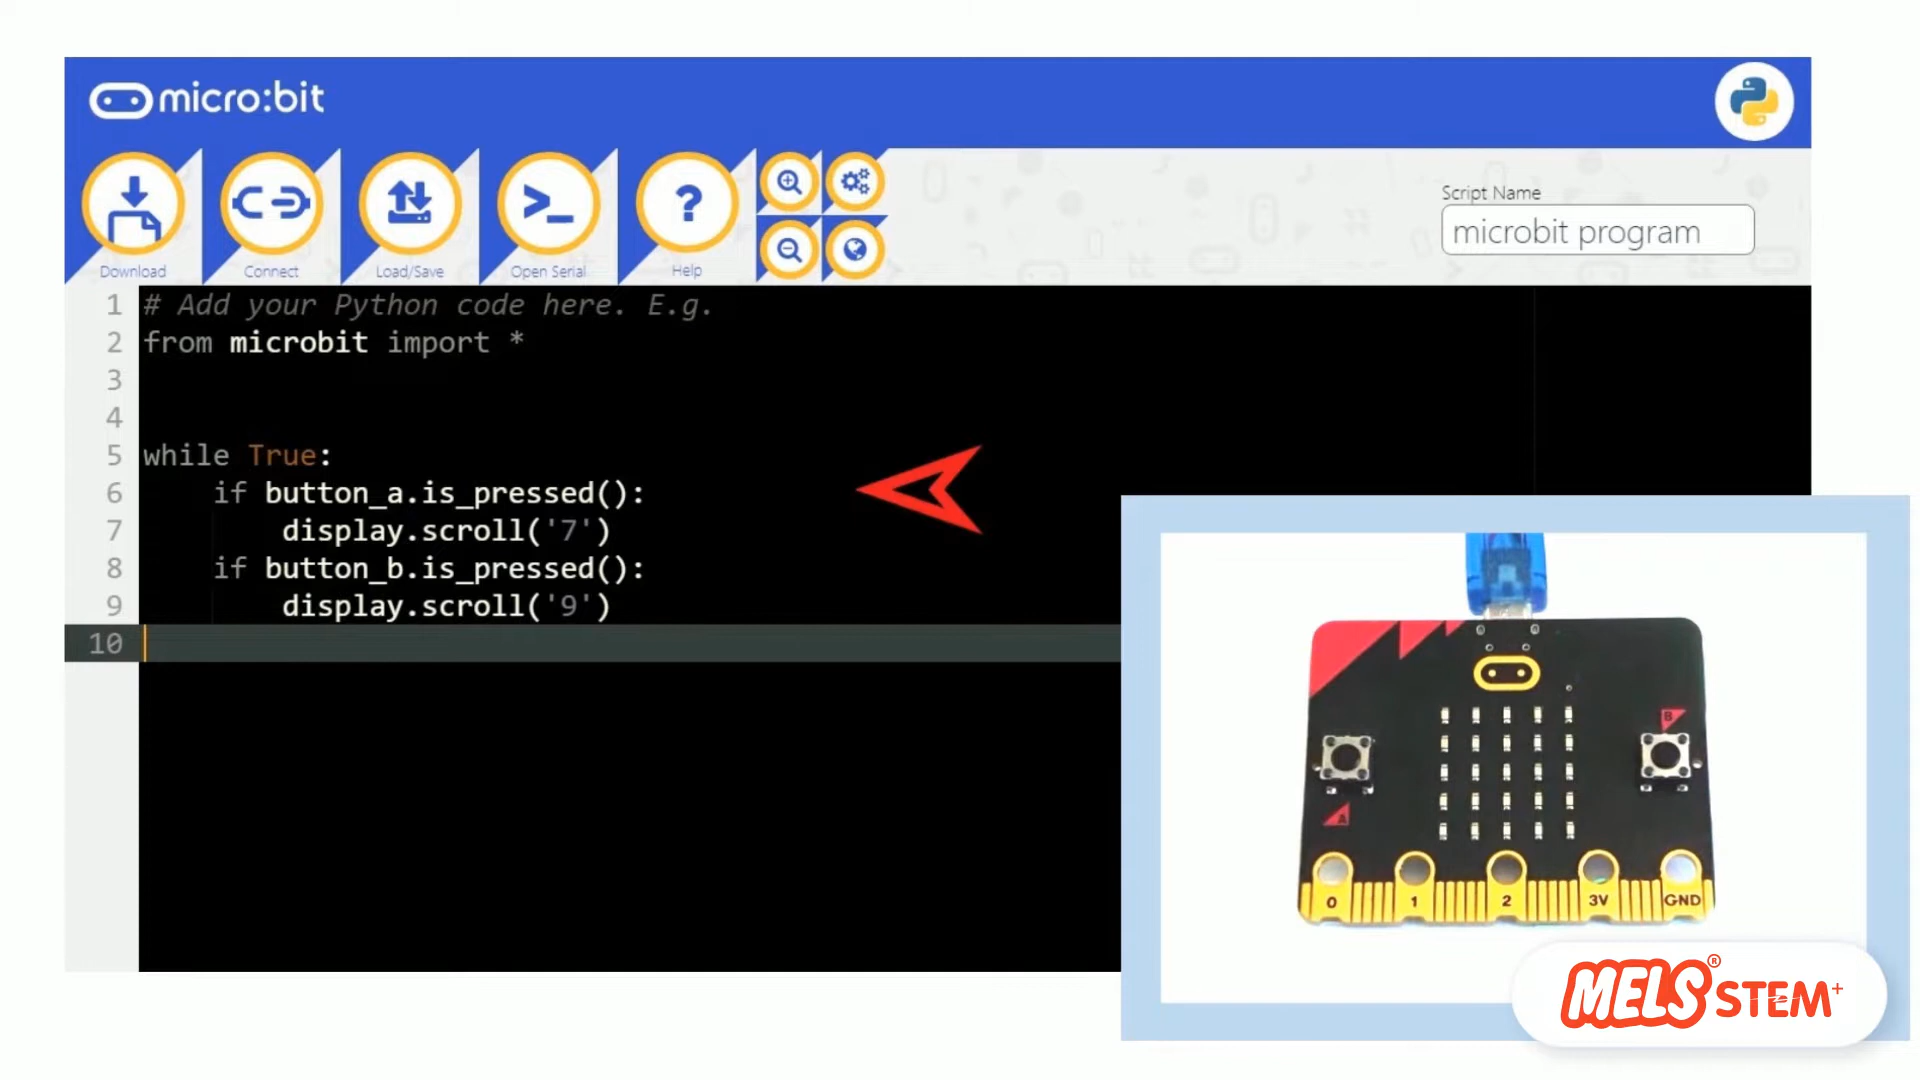 micro:bit
Download
Connect
Load/Save
Open Serial
Help
Script Name
microbit program
1 # Add your Python code here. E.g.
2 from microbit import *
3
4
5 while True:
6 if button_a.is_pressed():
7 display.scroll('7')
8 if button_b.is_pressed():
9 display.scroll('9')
10
B
A
0 1 2 3V GND
MELS® STEM+